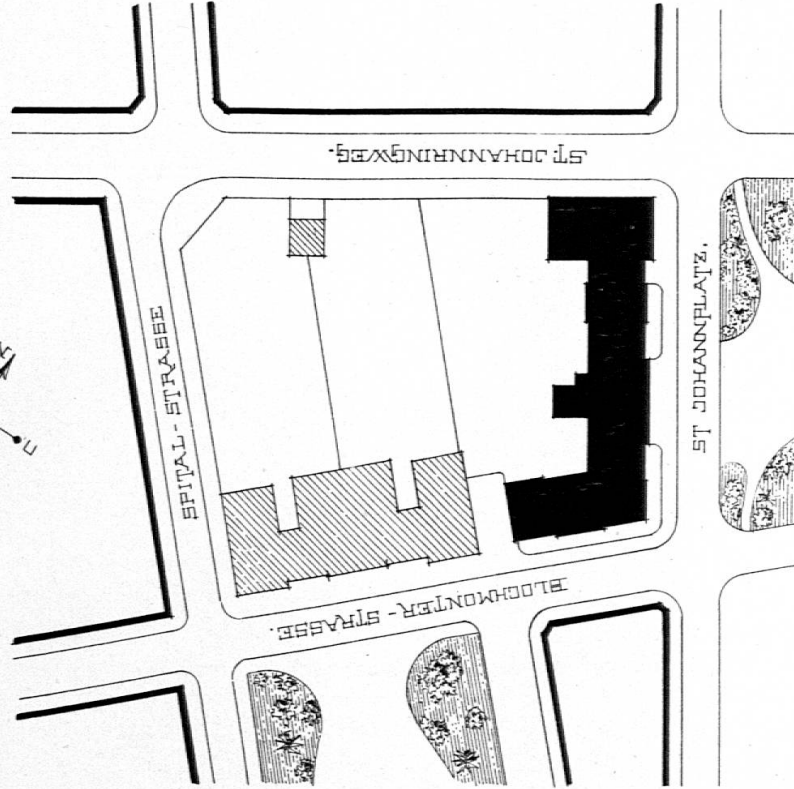 ST. JOHANNRINGWEG.
SPITAL-STRASSE
ST JOHANNPLATZ.
BLOCHMONTER-STRASSE.